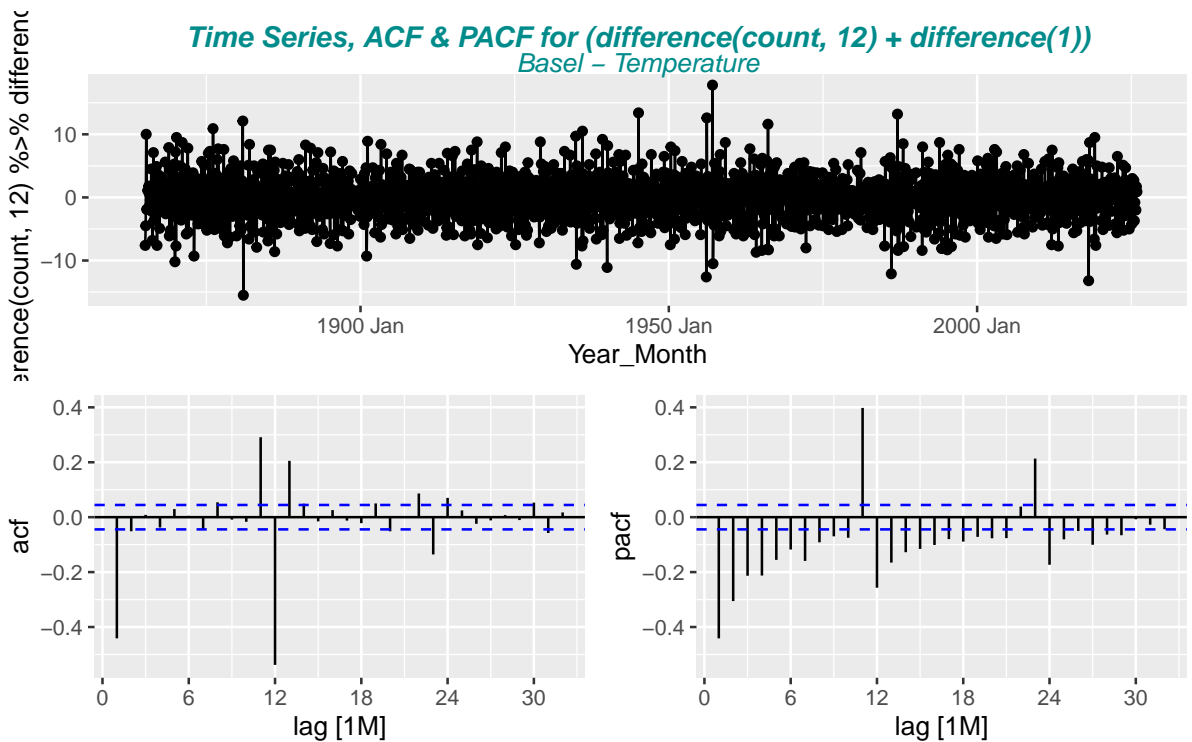 Time Series, ACF & PACF for (difference(count, 12) + difference(1))
Basel − Temperature
erence(count, 12) %>% differenc
10
0
−10
1900 Jan
1950 Jan
2000 Jan
Year_Month
acf
0.4
0.2
0.0
−0.2
−0.4
0
6
12
18
24
30
lag [1M]
pacf
0.4
0.2
0.0
−0.2
−0.4
0
6
12
18
24
30
lag [1M]